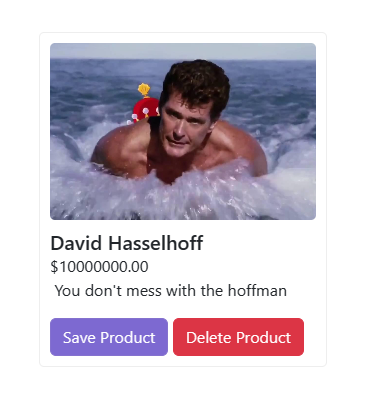 David Hasselhoff
$10000000.00
You don't mess with the hoffman
Save Product Delete Product